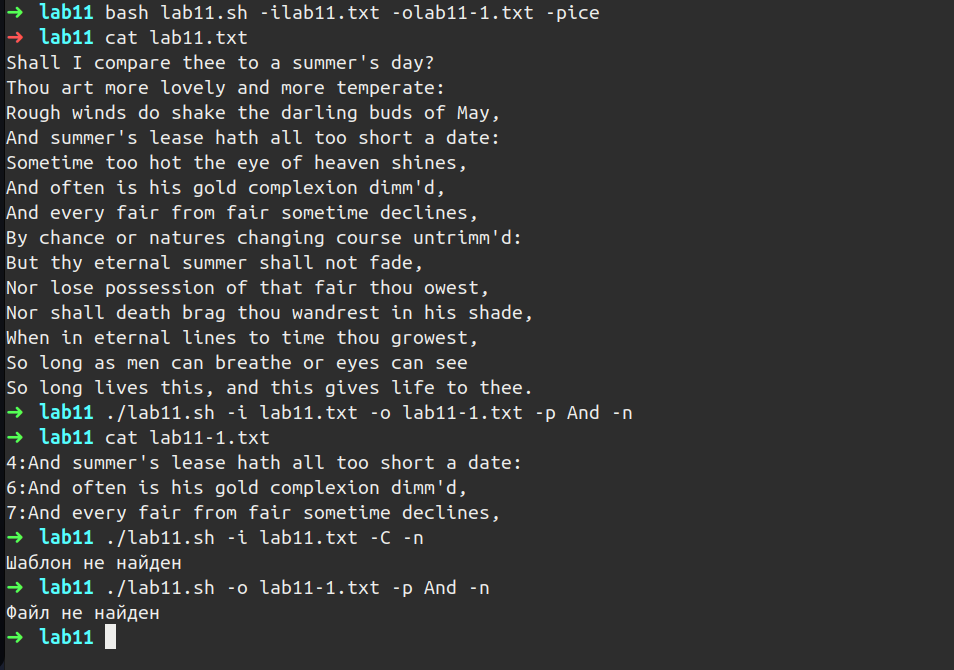 ➜ lab11 bash lab11.sh -ilab11.txt -olab11-1.txt -pice
➜ lab11 cat lab11.txt
Shall I compare thee to a summer's day?
Thou art more lovely and more temperate:
Rough winds do shake the darling buds of May,
And summer's lease hath all too short a date:
Sometime too hot the eye of heaven shines,
And often is his gold complexion dimm'd,
And every fair from fair sometime declines,
By chance or natures changing course untrimm'd:
But thy eternal summer shall not fade,
Nor lose possession of that fair thou owest,
Nor shall death brag thou wandrest in his shade,
When in eternal lines to time thou growest,
So long as men can breathe or eyes can see
So long lives this, and this gives life to thee.
➜ lab11 ./lab11.sh -i lab11.txt -o lab11-1.txt -p And -n
➜ lab11 cat lab11-1.txt
4:And summer's lease hath all too short a date:
6:And often is his gold complexion dimm'd,
7:And every fair from fair sometime declines,
➜ lab11 ./lab11.sh -i lab11.txt -C -n
Шаблон не найден
➜ lab11 ./lab11.sh -o lab11-1.txt -p And -n
Файл не найден
➜ lab11